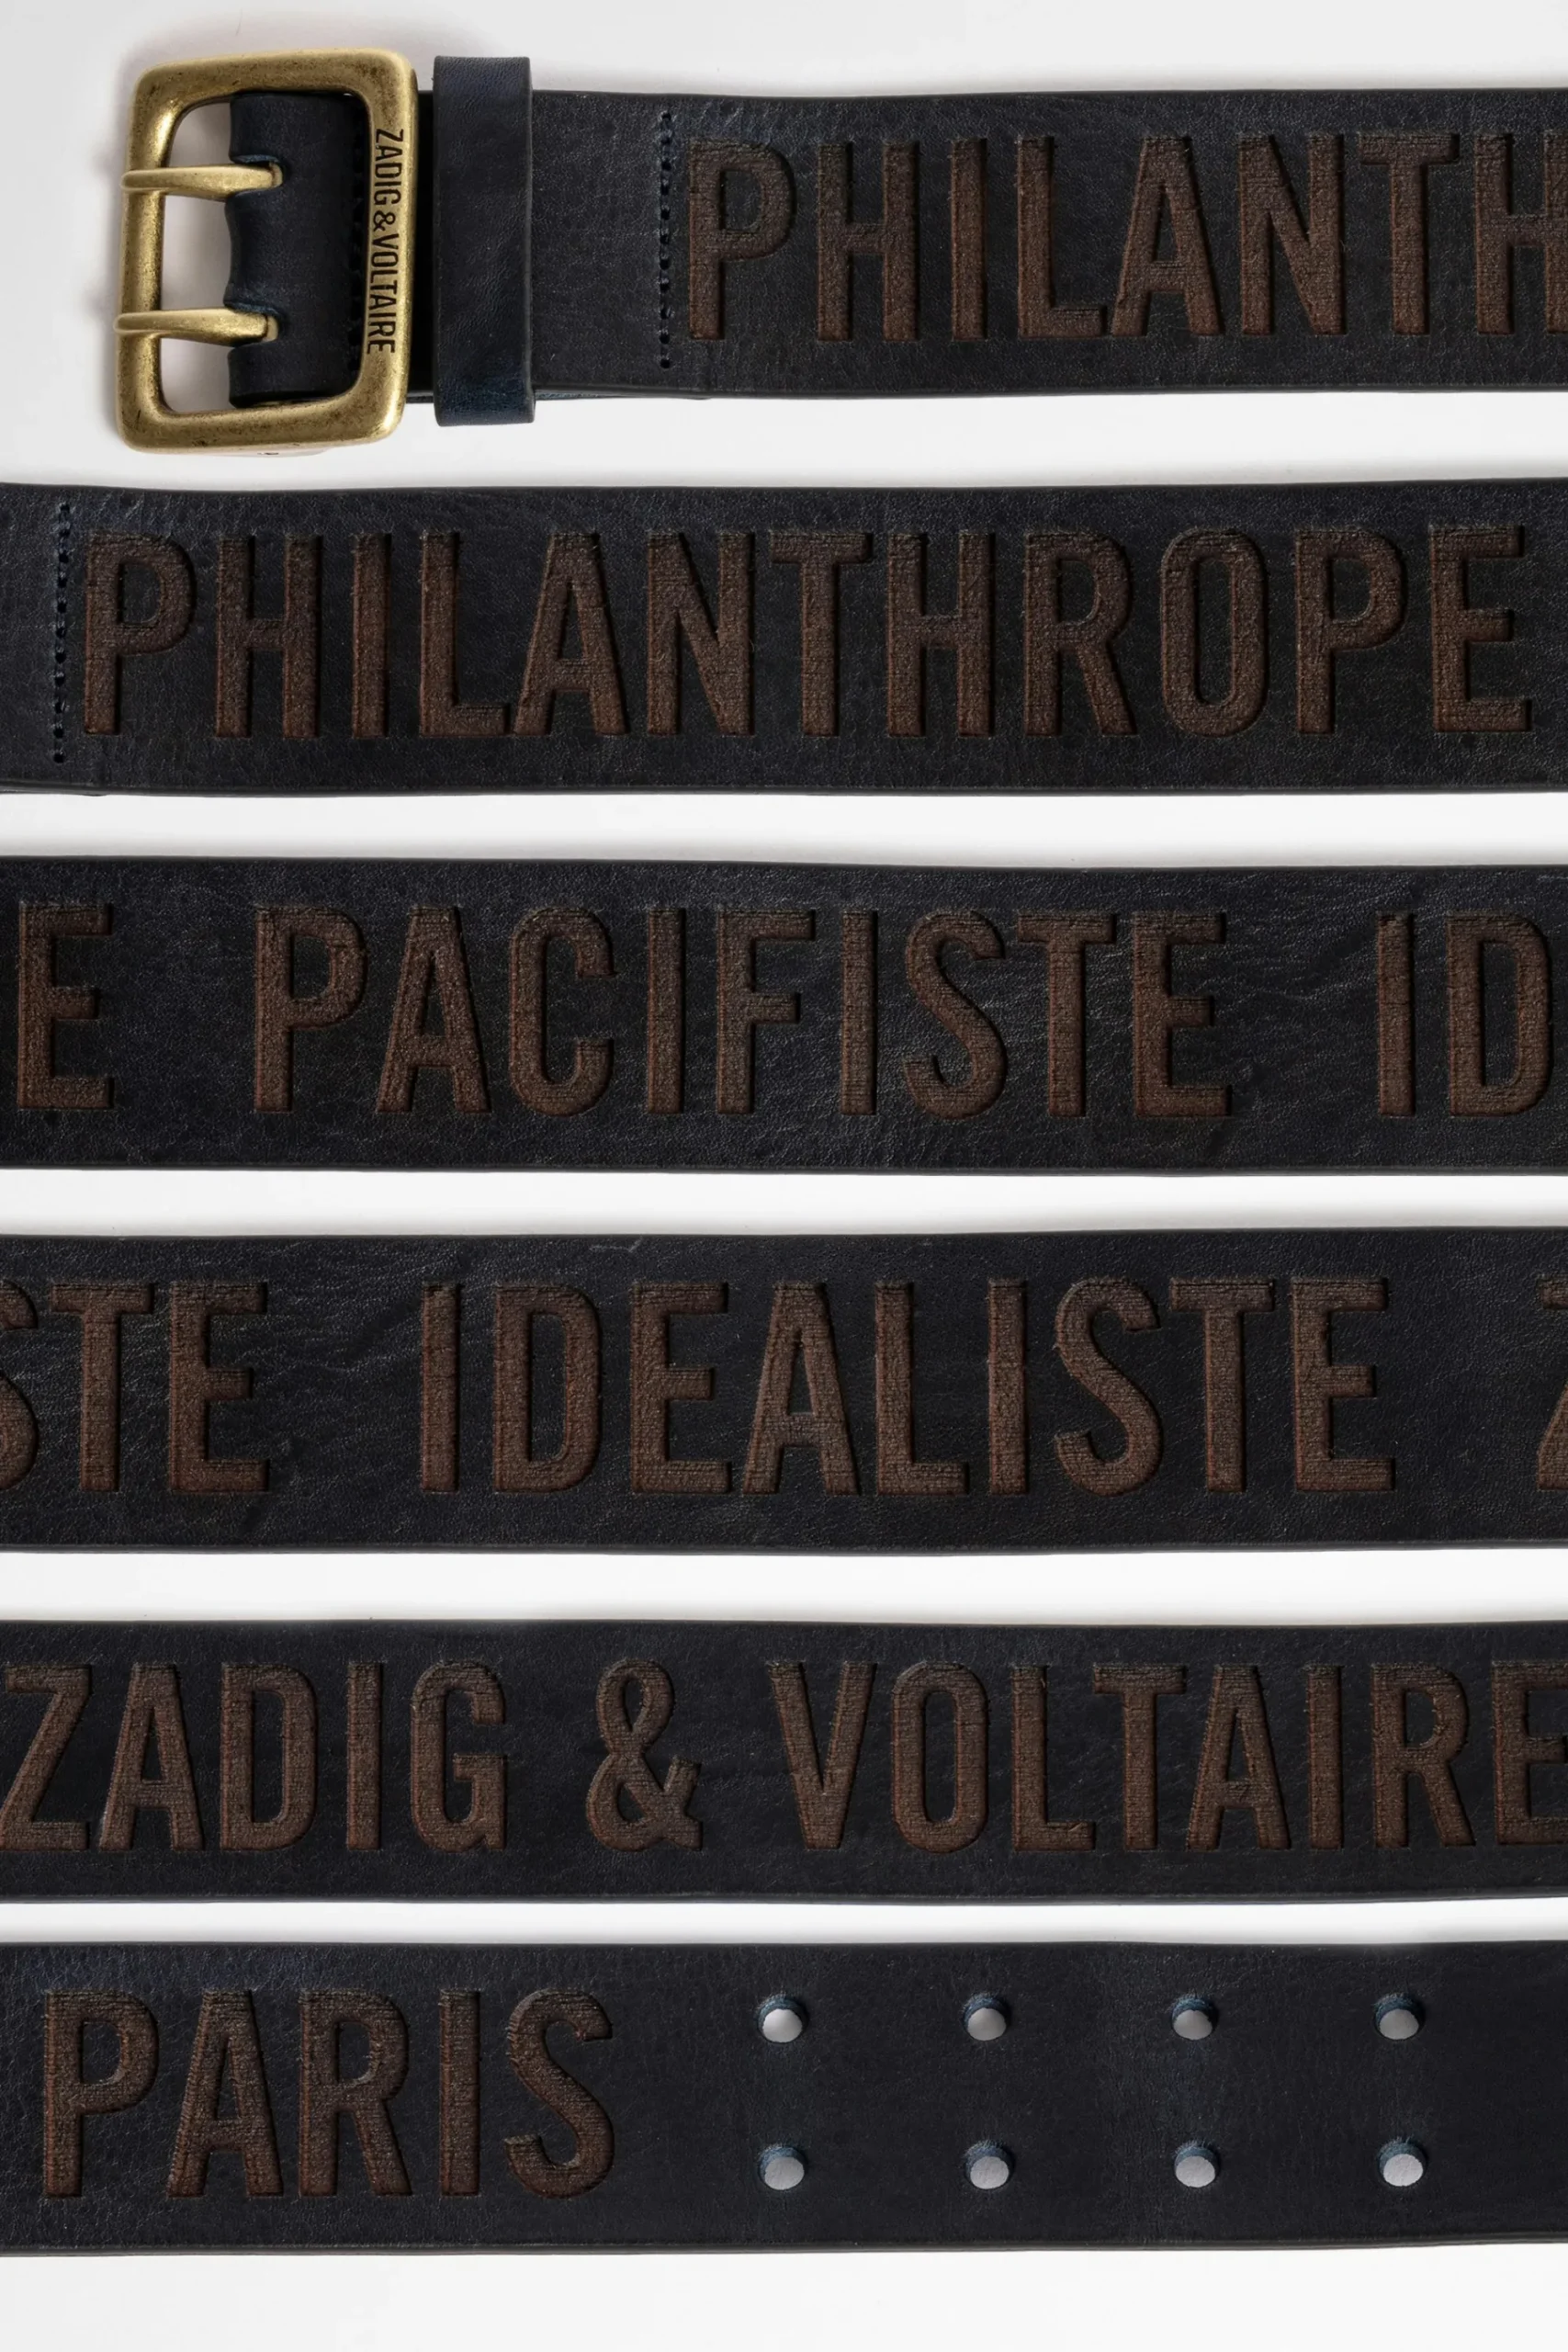 ZADIG & VOLTAIRE
PHILANTH
PHILANTHROPE
E PACIFISTE ID
STE IDEALISTE Z
ZADIG & VOLTAIRE
PARIS